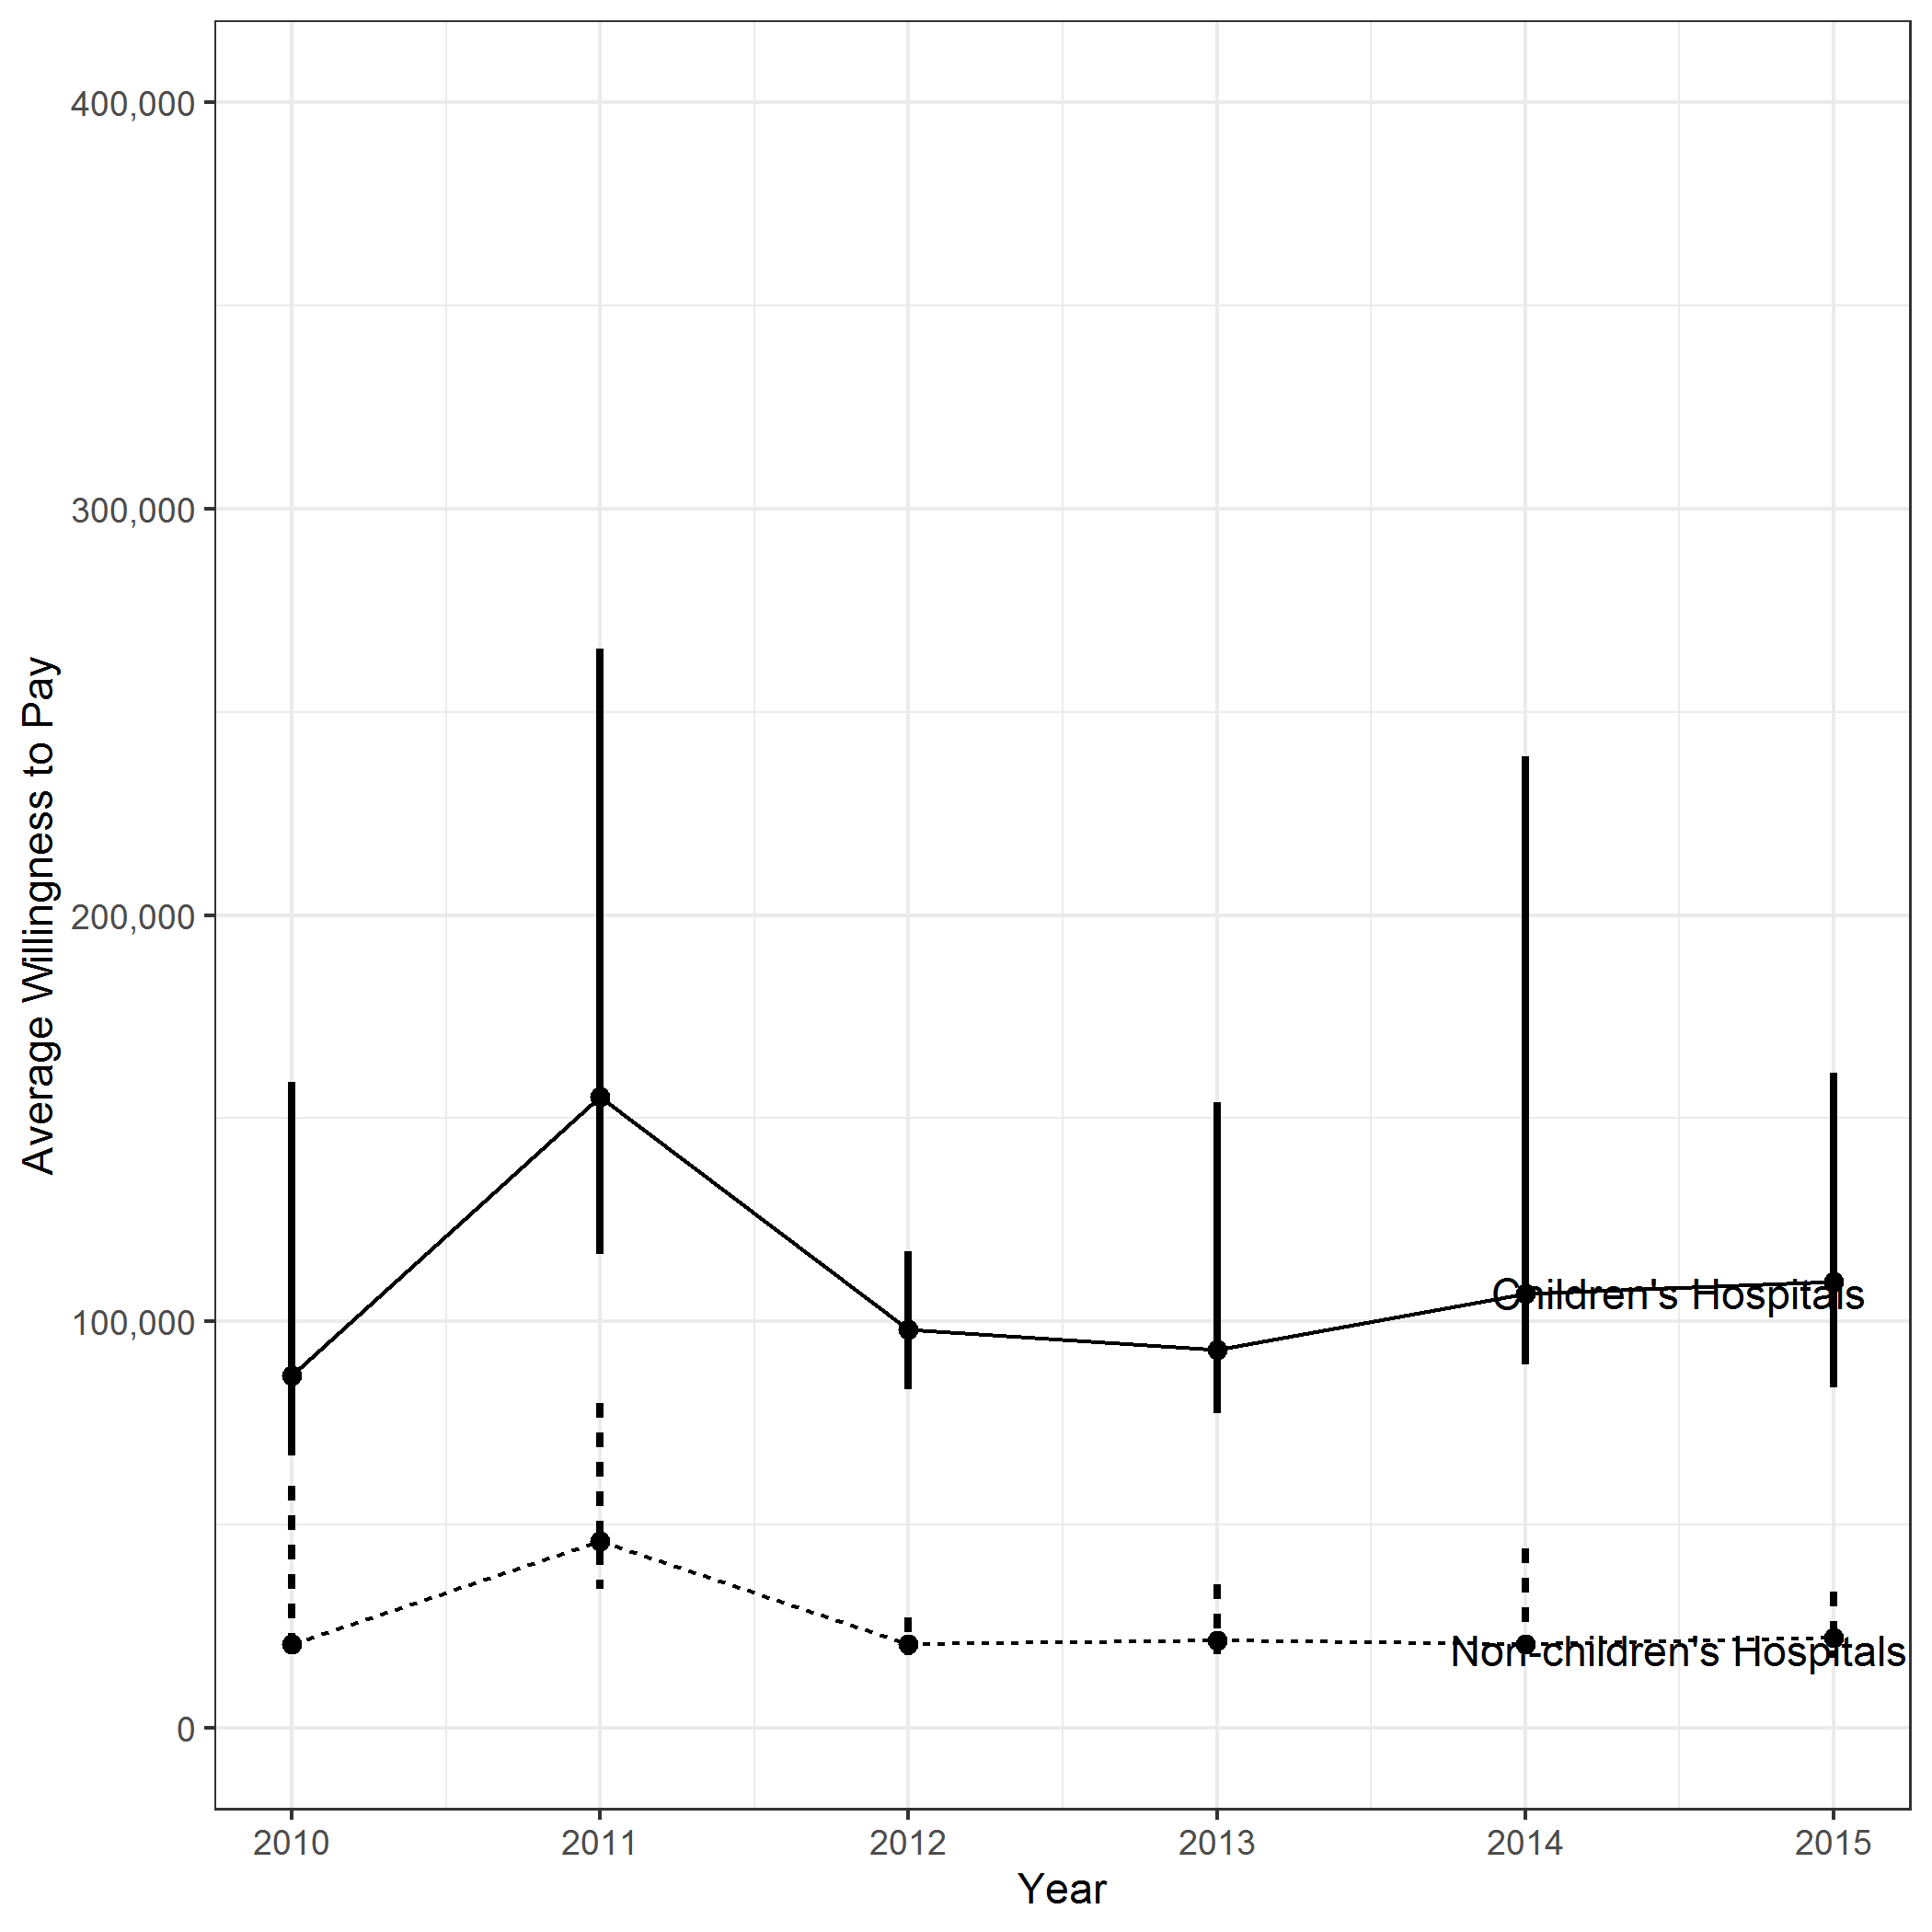 400,000
300,000
200,000
100,000
0
Average Willingness to Pay
Children's Hospitals
Non-children's Hospitals
2010 2011 2012 2013 2014 2015
Year